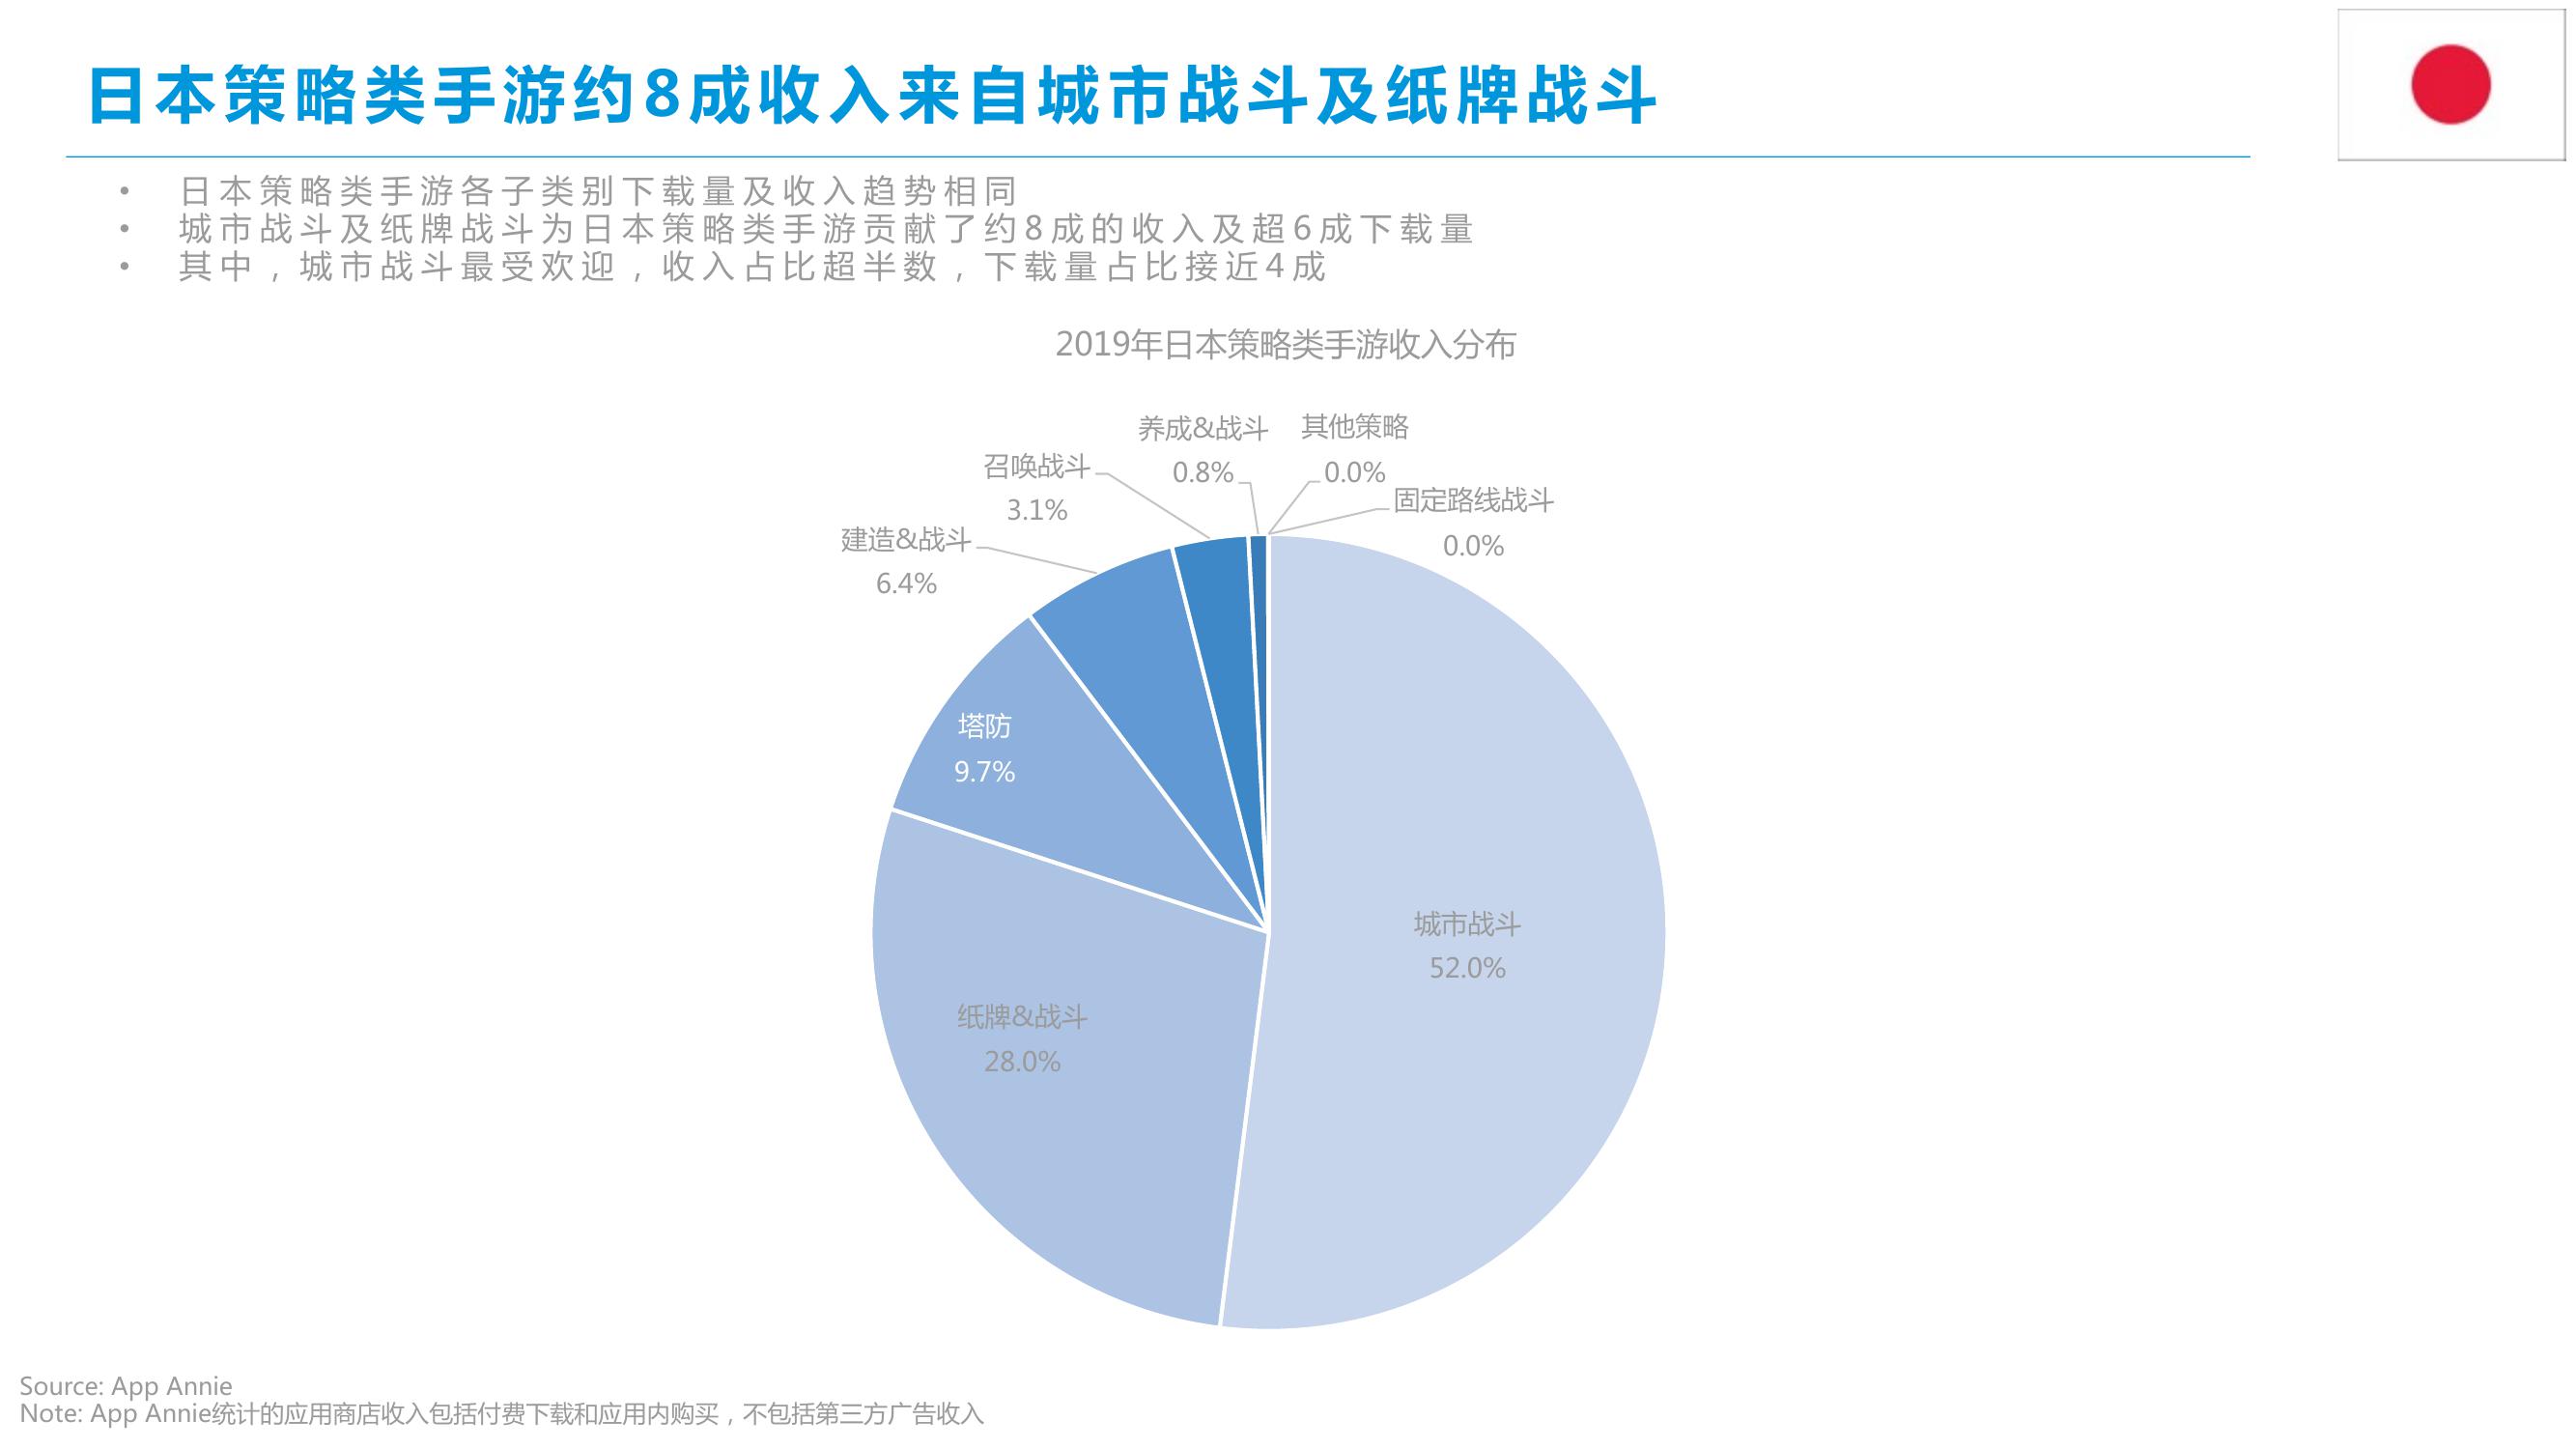 日本策略类手游约8成收入来自城市战斗及纸牌战斗
• 日本策略类手游各子类别下载量及收入趋势相同
• 城市战斗及纸牌战斗为日本策略类手游贡献了约8成的收入及超6成下载量
• 其中，城市战斗最受欢迎，收入占比超半数，下载量占比接近4成
2019年日本策略类手游收入分布
养成&战斗
0.8%
其他策略
0.0%
召唤战斗
3.1%
固定路线战斗
0.0%
建造&战斗
6.4%
塔防
9.7%
城市战斗
52.0%
纸牌&战斗
28.0%
Source: App Annie
Note: App Annie统计的应用商店收入包括付费下载和应用内购买，不包括第三方广告收入